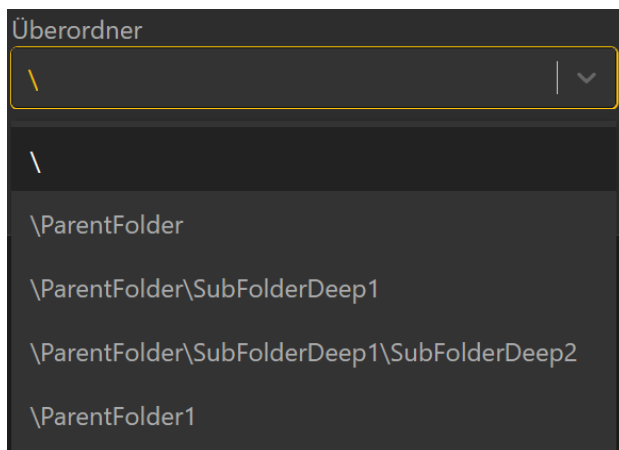 Überordner
\
\
\ParentFolder
\ParentFolder\SubFolderDeep1
\ParentFolder\SubFolderDeep1\SubFolderDeep2
\ParentFolder1